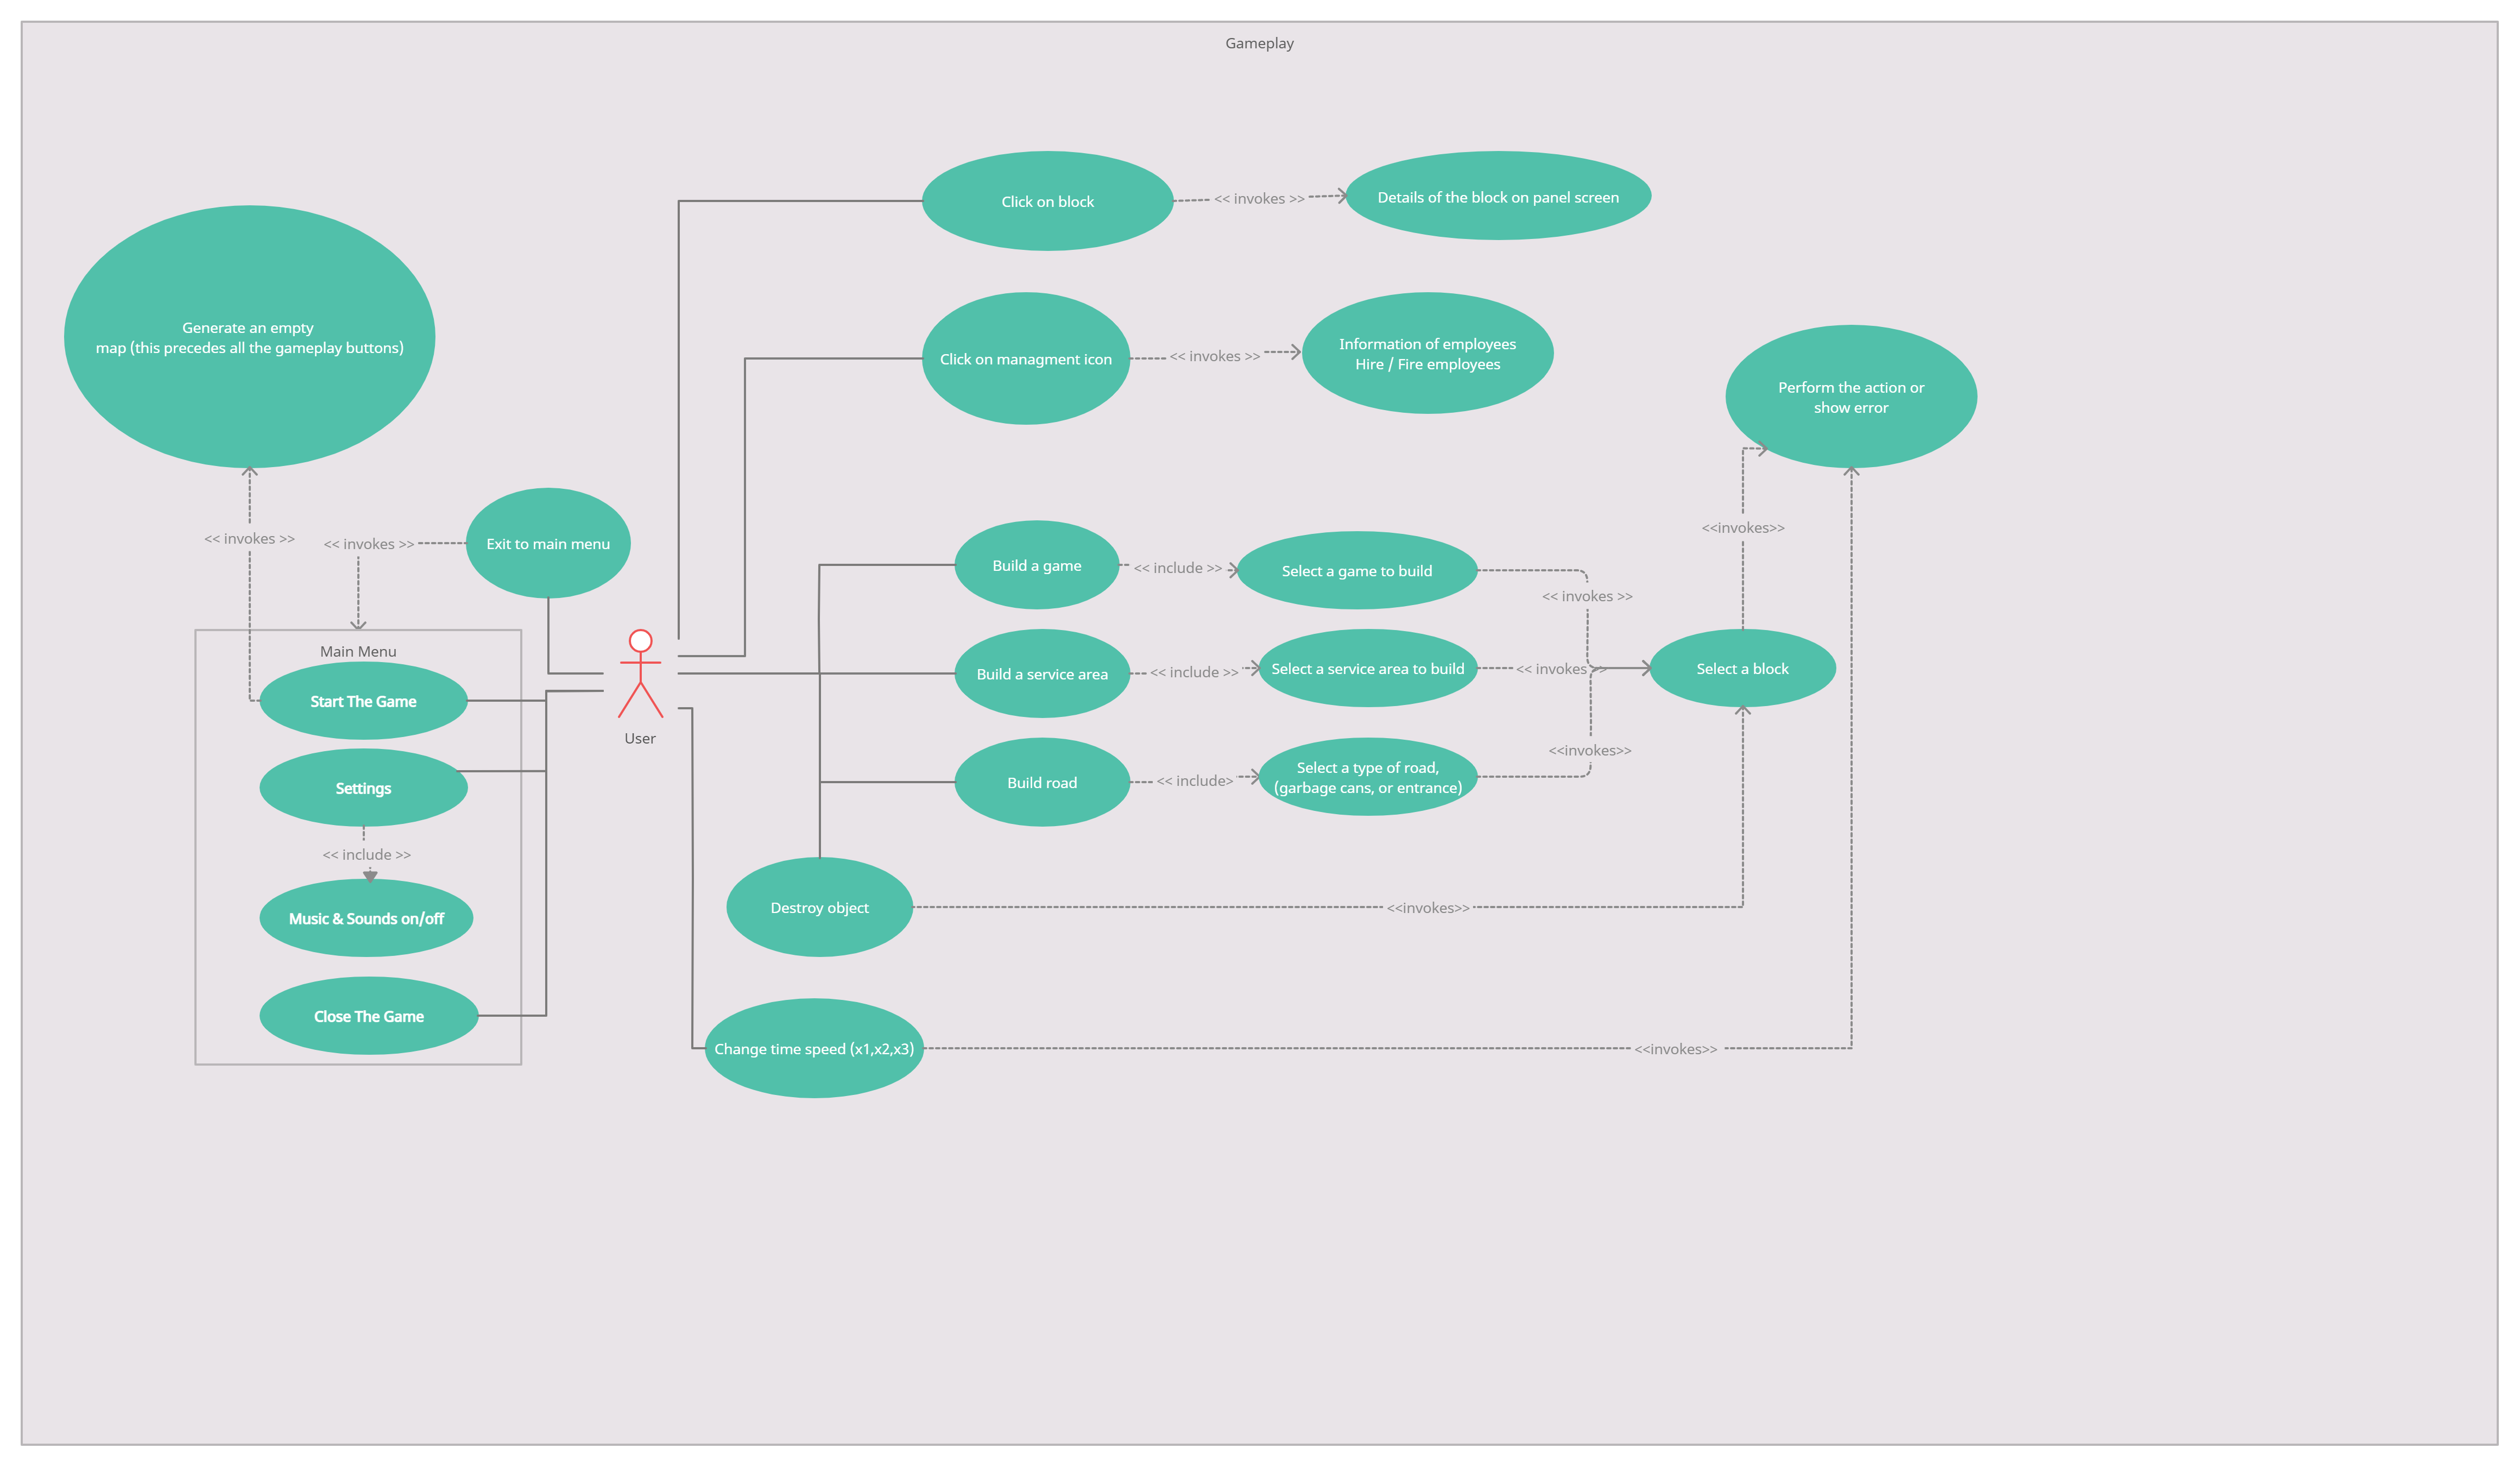 Gameplay
Click on block
<< invokes >>
Details of the block on panel screen
Generate an empty
map (this precedes all the gameplay buttons)
Click on managment icon
<< invokes >>
Information of employees
Hire / Fire employees
Perform the action or
show error
<< invokes >>
<< invokes >>
Exit to main menu
<<invokes>>
Build a game
<< include >>
Select a game to build
<< invokes >>
Main Menu
Start The Game
User
Build a service area
<< include >>
Select a service area to build
<< invokes >>
Select a block
Settings
Build road
<< include>
Select a type of road,
(garbage cans, or entrance)
<<invokes>>
<< include >>
Music & Sounds on/off
Destroy object
<<invokes>>
Close The Game
Change time speed (x1,x2,x3)
<<invokes>>